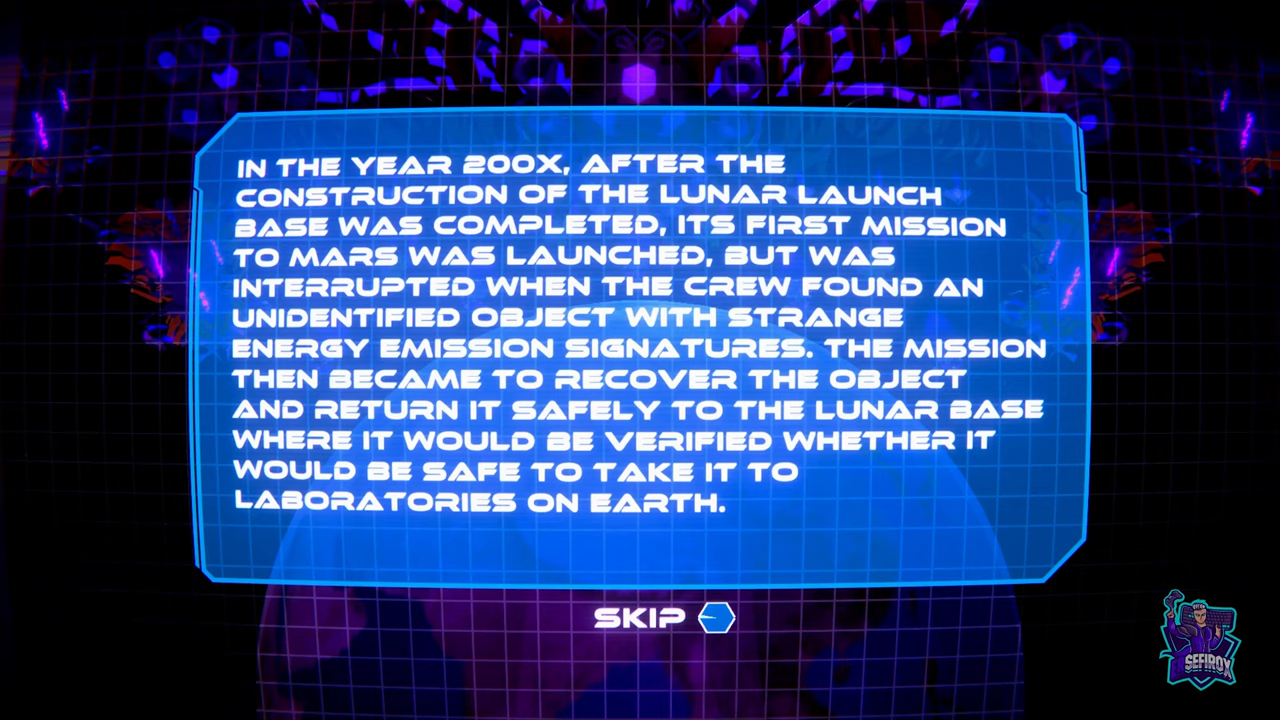 IN THE YEAR 200X, AFTER THE
CONSTRUCTION OF THE LUNAR LAUNCH
BASE WAS COMPLETED, ITS FIRST MISSION
TO MARS WAS LAUNCHED, BUT WAS
INTERRUPTED WHEN THE CREW FOUND AN
UNIDENTIFIED OBJECT WITH STRANGE
ENERGY EMISSION SIGNATURES. THE MISSION
THEN BECAME TO RECOVER THE OBJECT
AND RETURN IT SAFELY TO THE LUNAR BASE
WHERE IT WOULD BE VERIFIED WHETHER IT
WOULD BE SAFE TO TAKE IT TO
LABORATORIES ON EARTH.
SKIP
SEFIROX